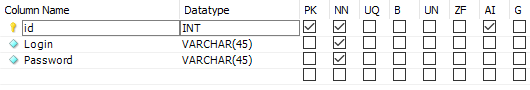 Column Name Datatype PK NN UQ B UN ZF AI G
id INT
Login VARCHAR(45)
Password VARCHAR(45)